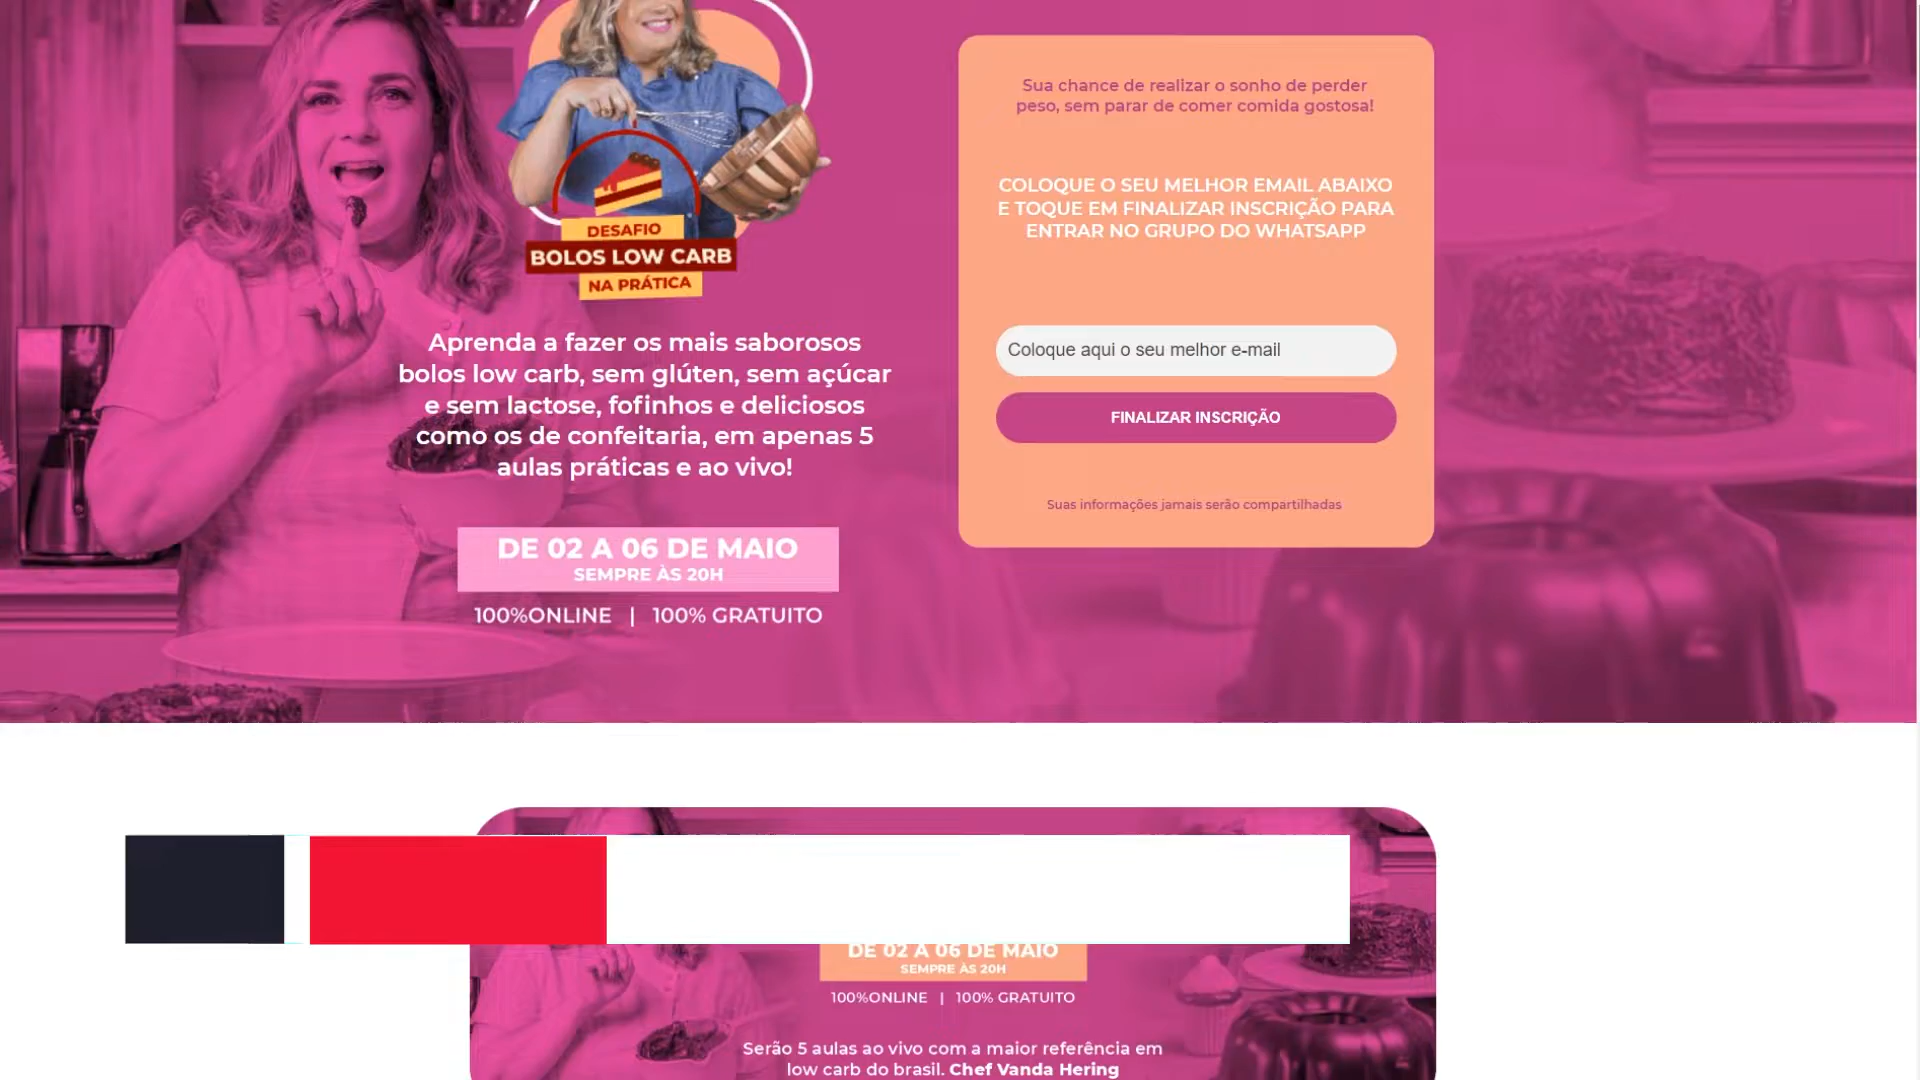 DESAFIO
BOLOS LOW CARB
NA PRÁTICA
Aprenda a fazer os mais saborosos
bolos low carb, sem glúten, sem açúcar
e sem lactose, fofinhos e deliciosos
como os de confeitaria, em apenas 5
aulas práticas e ao vivo!
DE 02 A 06 DE MAIO
SEMPRE ÀS 20H
100%ONLINE | 100% GRATUITO
Sua chance de realizar o sonho de perder
peso, sem parar de comer comida gostosa!
COLOQUE O SEU MELHOR EMAIL ABAIXO
E TOQUE EM FINALIZAR INSCRIÇÃO PARA
ENTRAR NO GRUPO DO WHATSAPP
Coloque aqui o seu melhor e-mail
FINALIZAR INSCRIÇÃO
Suas informações jamais serão compartilhadas
DE 02 A 06 DE MAIO
SEMPRE ÀS 20H
100%ONLINE | 100% GRATUITO
Serão 5 aulas ao vivo com a maior referência em
low carb do brasil. Chef Vanda Hering